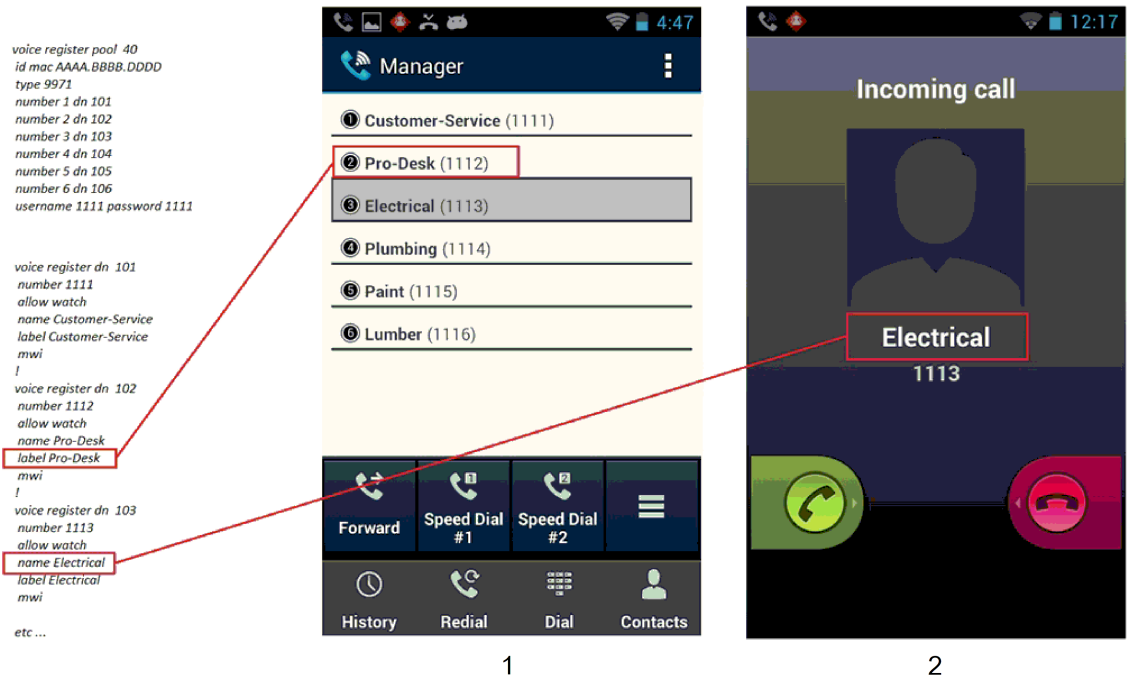 voice register pool 40
id mac AAAA.BBBB.DDDD
type 9971
number 1 dn 101
number 2 dn 102
number 3 dn 103
number 4 dn 104
number 5 dn 105
number 6 dn 106
username 1111 password 1111
voice register dn 101
number 1111
allow watch
name Customer-Service
label Customer-Service
mwi
!
voice register dn 102
number 1112
allow watch
name Pro-Desk
label Pro-Desk
mwi
!
voice register dn 103
number 1113
allow watch
name Electrical
label Electrical
mwi
etc ...
4:47
Manager
1 Customer-Service (1111)
2 Pro-Desk (1112)
3 Electrical (1113)
4 Plumbing (1114)
5 Paint (1115)
6 Lumber (1116)
Forward
1
Speed Dial
#1
2
Speed Dial
#2
History
Redial
Dial
Contacts
1
12:17
Incoming call
Electrical
1113
2